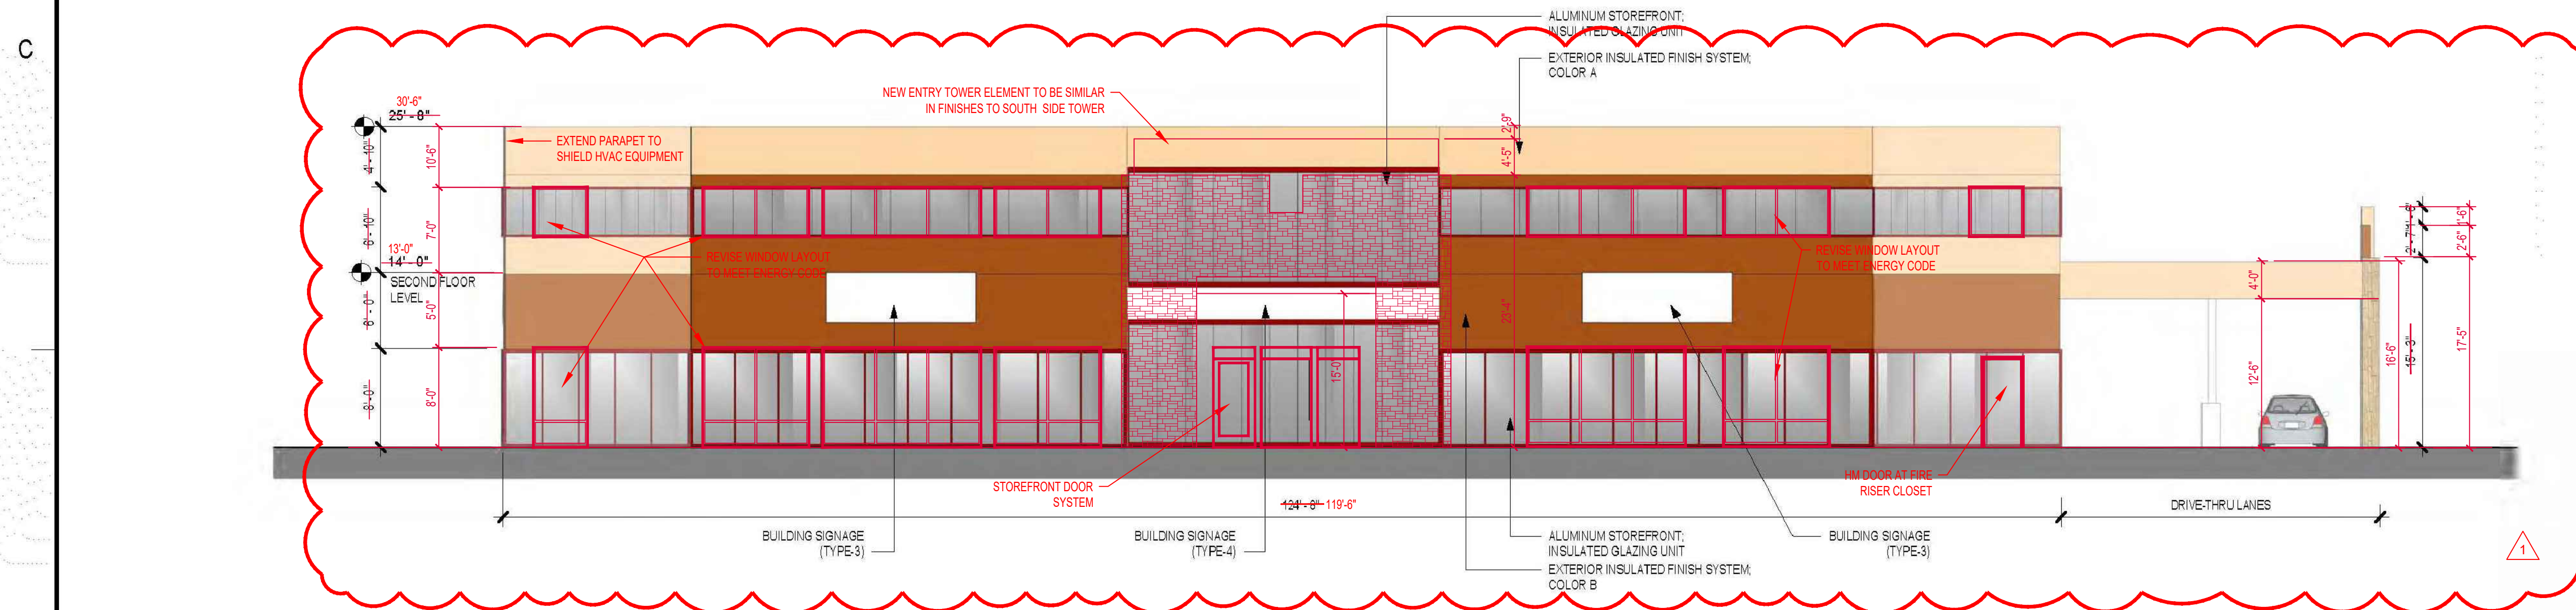 C
ALUMINUM STOREFRONT;
INSULATED GLAZING UNIT
EXTERIOR INSULATED FINISH SYSTEM;
COLOR A
NEW ENTRY TOWER ELEMENT TO BE SIMILAR
IN FINISHES TO SOUTH SIDE TOWER
30'-6"
25' - 8"
EXTEND PARAPET TO
SHIELD HVAC EQUIPMENT
4' - 10"
10'-6"
2'-9"
4'-5"
6' - 10"
7'-0"
13'-0"
14' - 0"
SECOND FLOOR
LEVEL
REVISE WINDOW LAYOUT
TO MEET ENERGY CODE
REVISE WINDOW LAYOUT
TO MEET ENERGY CODE
5'-0"
8'-0"
8'-0"
23'-4"
15'-0"
1'-6"
2'-6"
4'-0"
12'-6"
16'-6"
15' - 3"
17'-5"
STOREFRONT DOOR
SYSTEM
HM DOOR AT FIRE
RISER CLOSET
124' - 8" 119'-6"
DRIVE-THRU LANES
BUILDING SIGNAGE
(TYPE-3)
BUILDING SIGNAGE
(TYPE-4)
ALUMINUM STOREFRONT;
INSULATED GLAZING UNIT
EXTERIOR INSULATED FINISH SYSTEM;
COLOR B
BUILDING SIGNAGE
(TYPE-3)
1